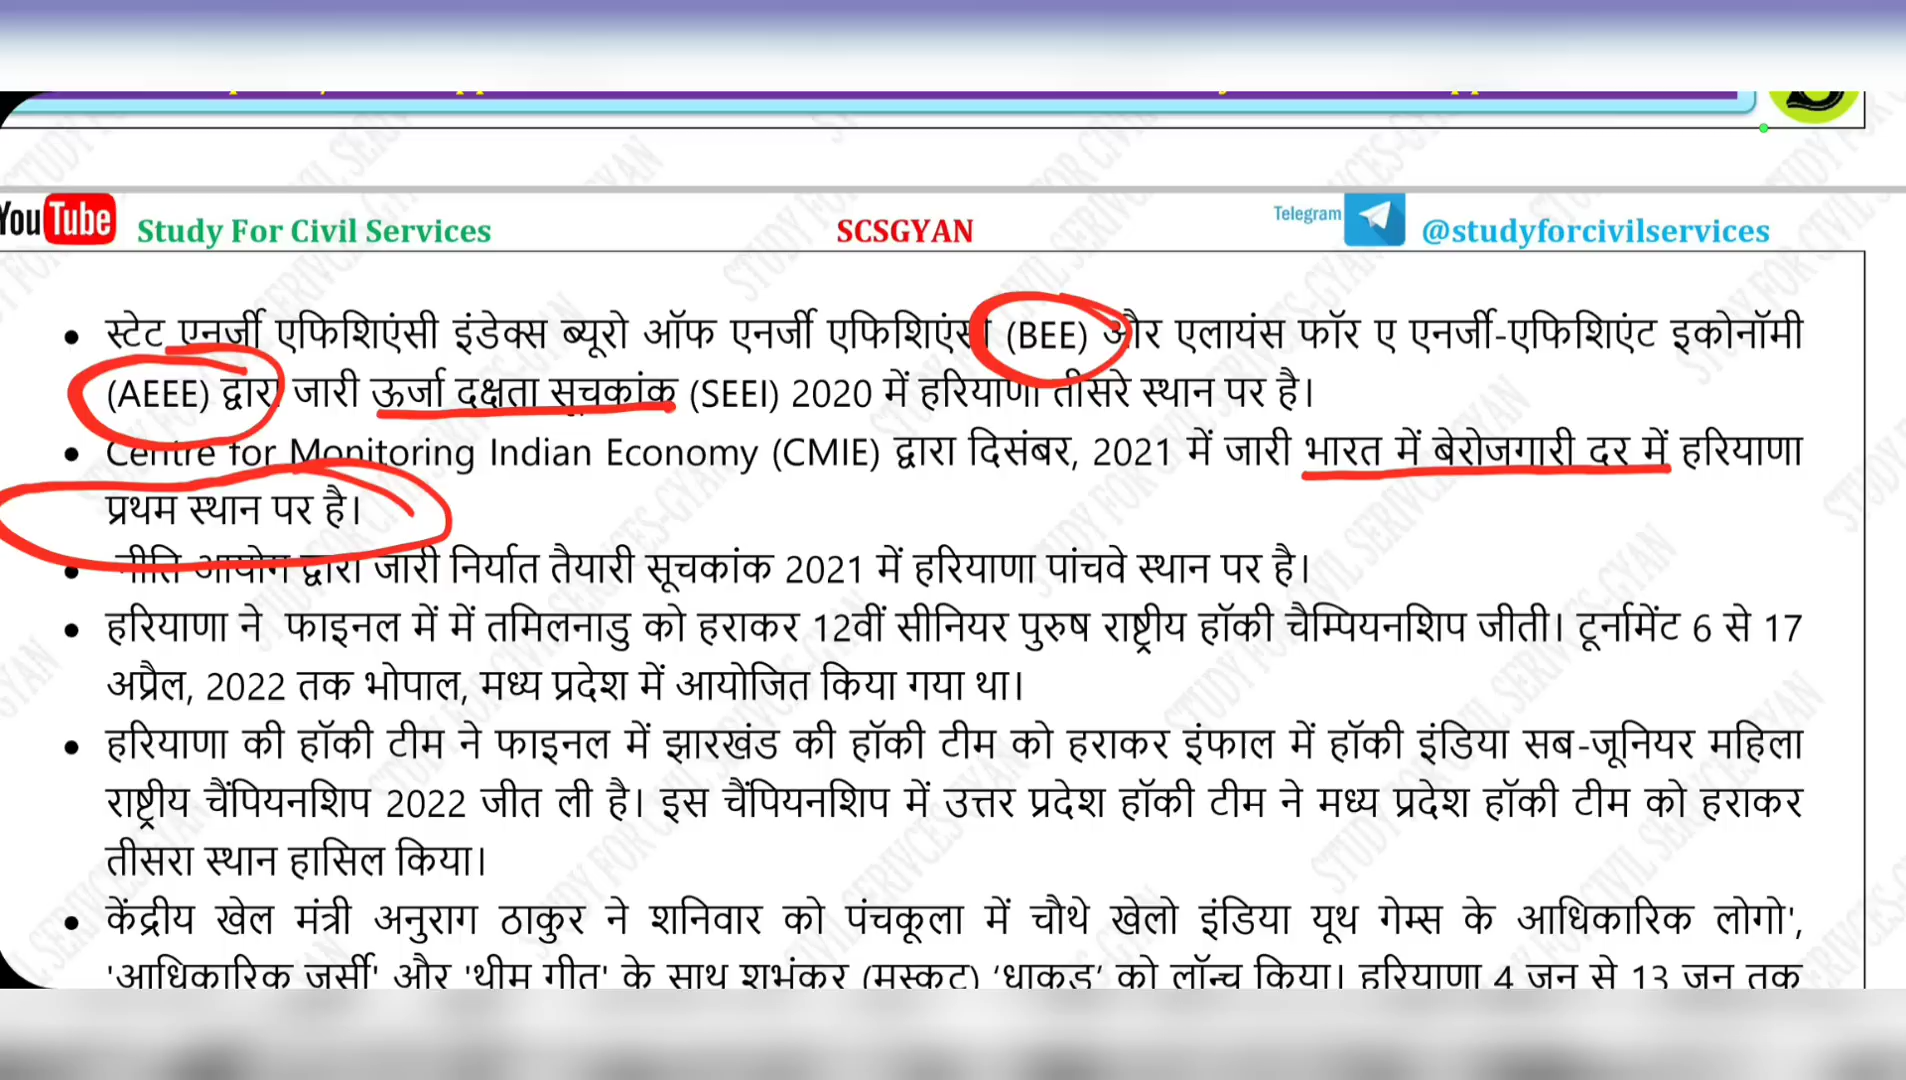 YouTube Study For Civil Services SCSGYAN Telegram @studyforcivilservices
• स्टेट एनर्जी एफिशिएंसी इंडेक्स ब्यूरो ऑफ एनर्जी एफिशिएंसी (BEE) और एलायंस फॉर ए एनर्जी-एफिशिएंट इकोनॉमी
(AEEE) द्वारा जारी ऊर्जा दक्षता सूचकांक (SEEI) 2020 में हरियाणा तीसरे स्थान पर है।
• Centre for Monitoring Indian Economy (CMIE) द्वारा दिसंबर, 2021 में जारी भारत में बेरोजगारी दर में हरियाणा
प्रथम स्थान पर है।
• नीति आयोग द्वारा जारी निर्यात तैयारी सूचकांक 2021 में हरियाणा पांचवे स्थान पर है।
• हरियाणा ने फाइनल में में तमिलनाडु को हराकर 12वीं सीनियर पुरुष राष्ट्रीय हॉकी चैम्पियनशिप जीती। टूर्नामेंट 6 से 17
अप्रैल, 2022 तक भोपाल, मध्य प्रदेश में आयोजित किया गया था।
• हरियाणा की हॉकी टीम ने फाइनल में झारखंड की हॉकी टीम को हराकर इंफाल में हॉकी इंडिया सब-जूनियर महिला
राष्ट्रीय चैंपियनशिप 2022 जीत ली है। इस चैंपियनशिप में उत्तर प्रदेश हॉकी टीम ने मध्य प्रदेश हॉकी टीम को हराकर
तीसरा स्थान हासिल किया।
• केंद्रीय खेल मंत्री अनुराग ठाकुर ने शनिवार को पंचकूला में चौथे खेलो इंडिया यूथ गेम्स के आधिकारिक लोगो',
'आधिकारिक जर्सी' और 'थीम गीत' के साथ शुभंकर (मस्कट) ‘धाकड़’ को लॉन्च किया। हरियाणा 4 जून से 13 जून तक